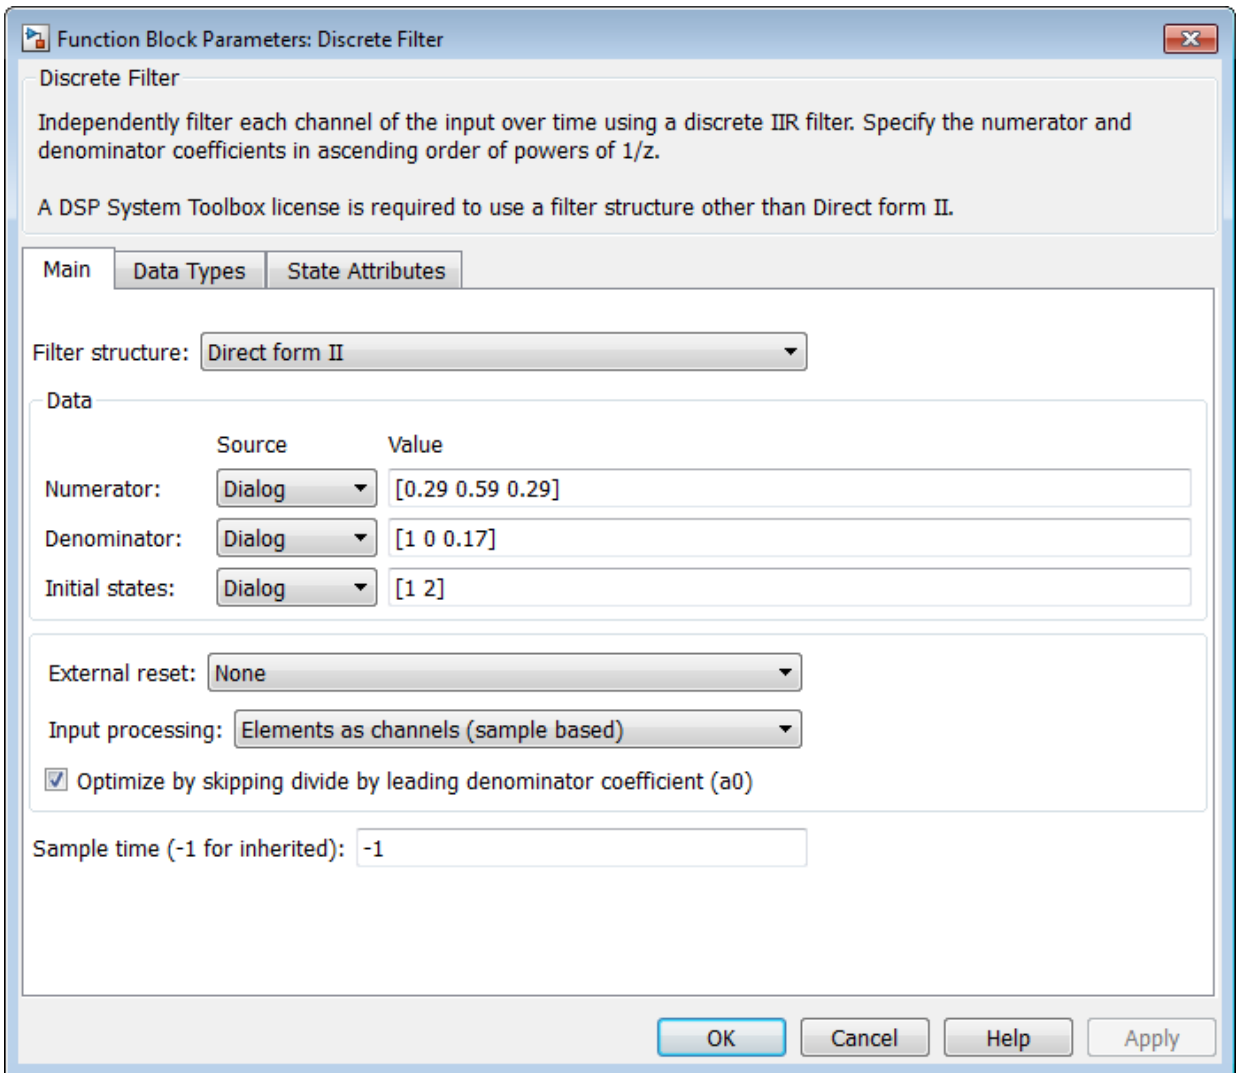 Function Block Parameters: Discrete Filter
Discrete Filter
Independently filter each channel of the input over time using a discrete IIR filter. Specify the numerator and
denominator coefficients in ascending order of powers of 1/z.
A DSP System Toolbox license is required to use a filter structure other than Direct form II.
Main Data Types State Attributes
Filter structure: Direct form II
Data
Source Value
Numerator: Dialog [0.29 0.59 0.29]
Denominator: Dialog [1 0 0.17]
Initial states: Dialog [1 2]
External reset: None
Input processing: Elements as channels (sample based)
Optimize by skipping divide by leading denominator coefficient (a0)
Sample time (-1 for inherited): -1
OK Cancel Help Apply